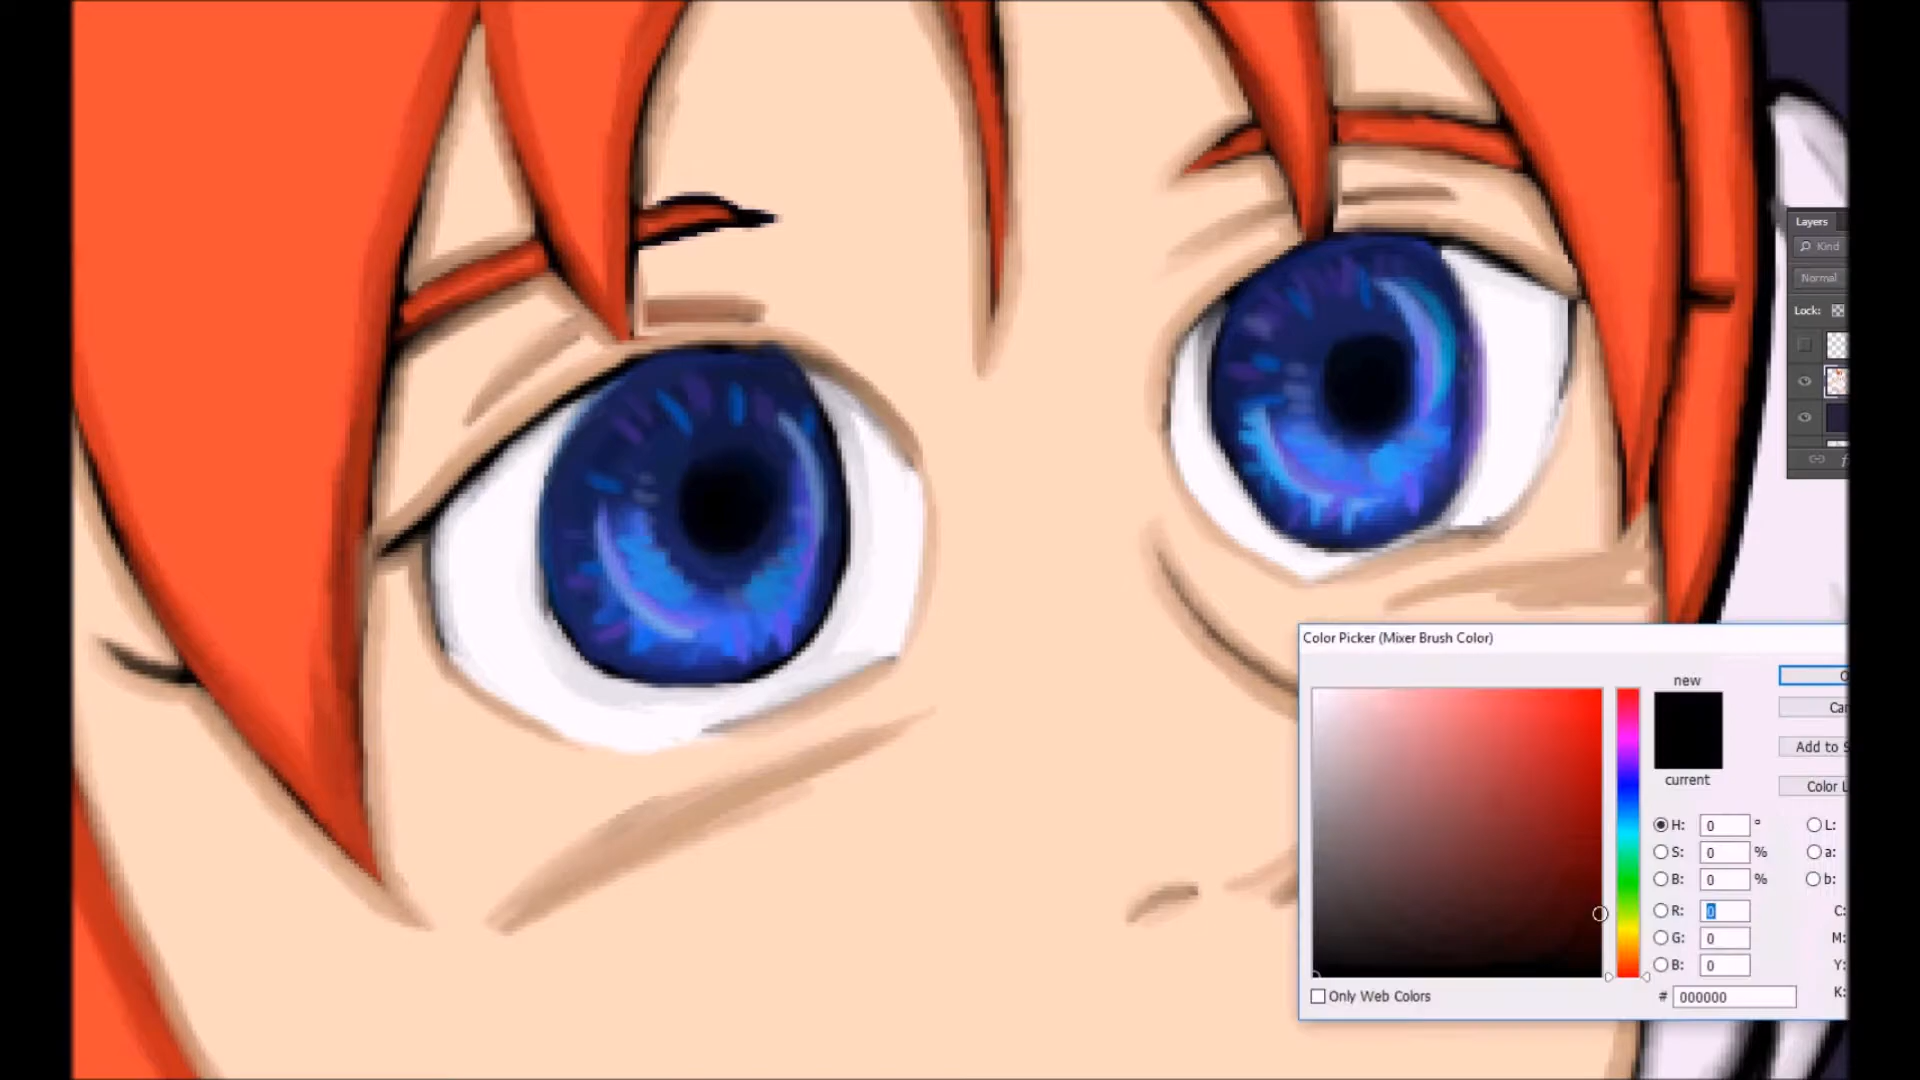 Layers
Kind
Normal
Lock:
Color Picker (Mixer Brush Color)
new
current
Add to S
Color L
H: 0 °
S: 0 %
B: 0 %
R: 0
G: 0
B: 0
L:
a:
b:
C:
M:
Y:
K:
Only Web Colors
# 000000